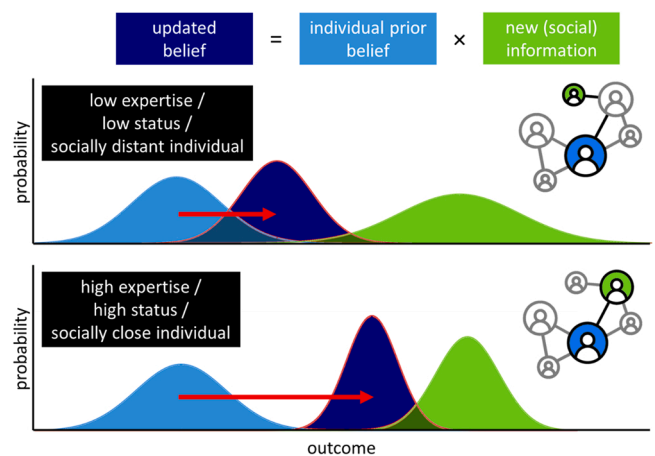 updated
belief
=
individual prior
belief
×
new (social)
information
probability
low expertise /
low status /
socially distant individual
probability
high expertise /
high status /
socially close individual
outcome